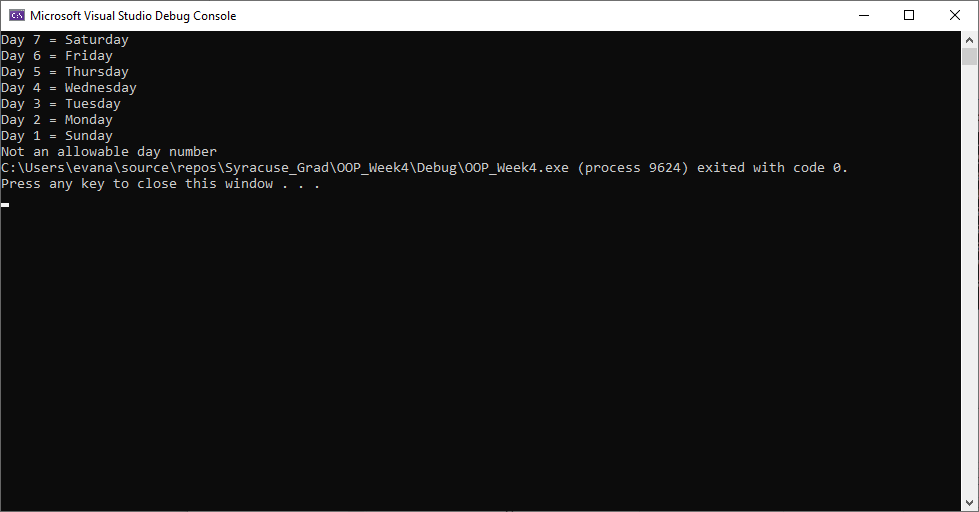 Microsoft Visual Studio Debug Console
Day 7 = Saturday
Day 6 = Friday
Day 5 = Thursday
Day 4 = Wednesday
Day 3 = Tuesday
Day 2 = Monday
Day 1 = Sunday
Not an allowable day number
C:\Users\evana\source\repos\Syracuse_Grad\OOP_Week4\Debug\OOP_Week4.exe (process 9624) exited with code 0.
Press any key to close this window . . .